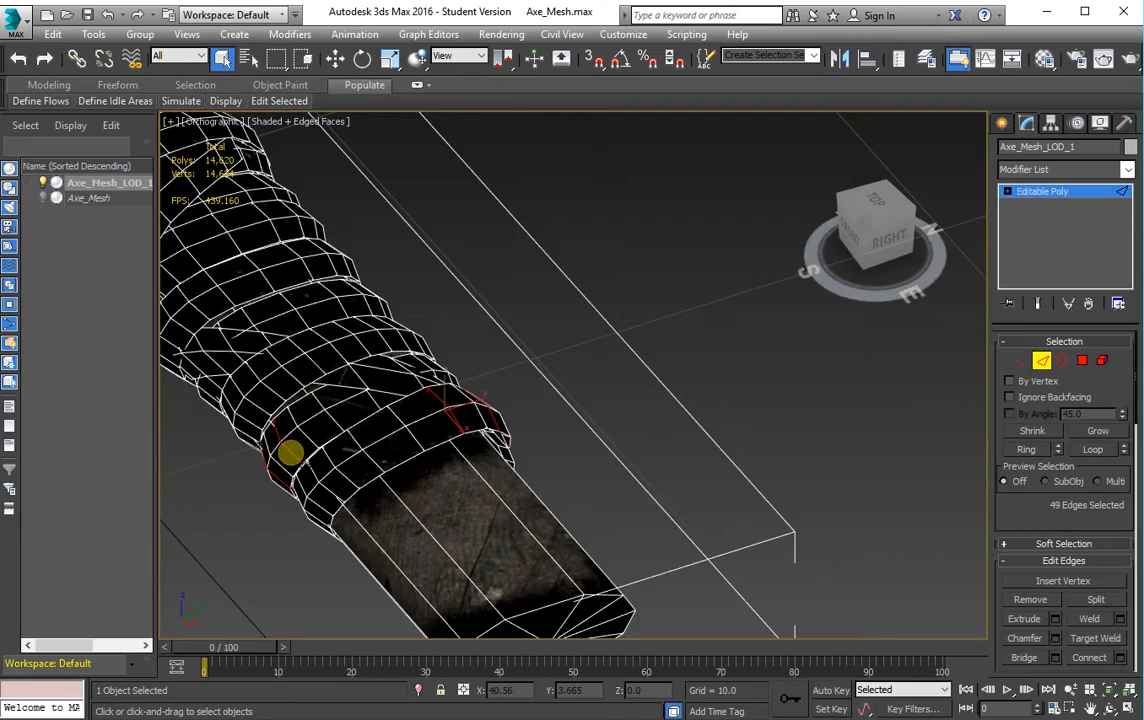 MAX
Workspace: Default
Autodesk 3ds Max 2016 - Student Version Axe_Mesh.max
Type a keyword or phrase
Sign In
Edit Tools Group Views Create Modifiers Animation Graph Editors Rendering Civil View Customize Scripting Help
All
View
3
ABC
Create Selection Se
Modeling Freeform Selection Object Paint Populate
Define Flows Define Idle Areas Simulate Display Edit Selected
Select Display Edit
Name (Sorted Descending)
Axe_Mesh_LOD_1
Axe_Mesh
[+] [Orthographic] [Shaded + Edged Faces]
Total
Polys: 14,620
Verts:
FPS: 439.160
TOP
FRONT
RIGHT
N
S
E
x
y
z
Axe_Mesh_LOD_1
Modifier List
Editable Poly
Selection
By Vertex
Ignore Backfacing
By Angle: 45.0
Shrink Grow
Ring Loop
Preview Selection
Off SubObj Multi
49 Edges Selected
Soft Selection
Edit Edges
Insert Vertex
Remove Split
Extrude Weld
Chamfer Target Weld
Bridge Connect
0 / 100
Workspace: Default
0 10 20 30 40 50 60 70 80 90 100
1 Object Selected
X: 40.56 Y: 3.665 Z: 0.0 Grid = 10.0
Auto Key Selected
Welcome to MA
Click or click-and-drag to select objects
Add Time Tag
Set Key Key Filters...
0